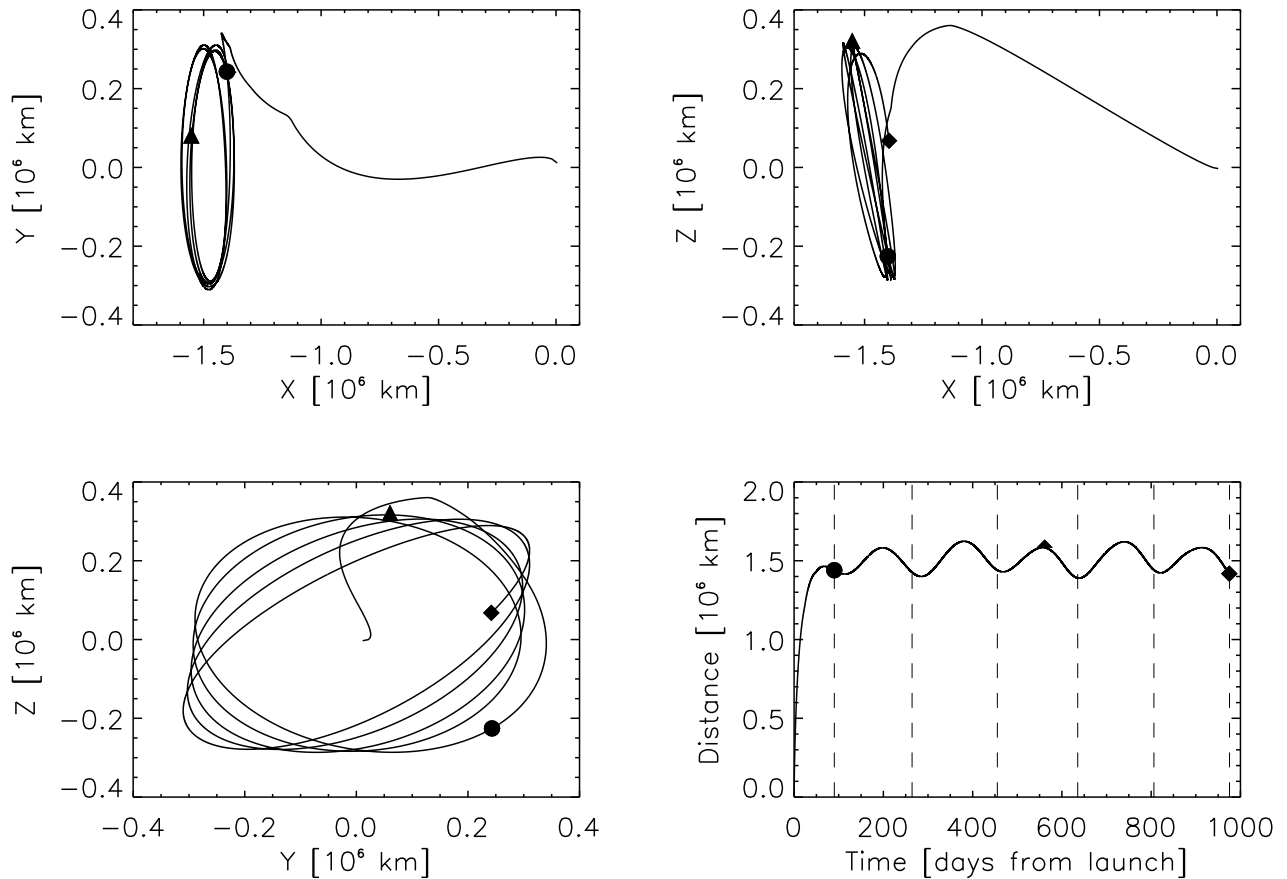 0.4
0.2
0.0
−0.2
−0.4
Y [10⁶ km]
−1.5 −1.0 −0.5 0.0
X [10⁶ km]
0.4
0.2
0.0
−0.2
−0.4
Z [10⁶ km]
−1.5 −1.0 −0.5 0.0
X [10⁶ km]
0.4
0.2
0.0
−0.2
−0.4
Z [10⁶ km]
−0.4 −0.2 0.0 0.2 0.4
Y [10⁶ km]
2.0
1.5
1.0
0.5
0.0
Distance [10⁶ km]
0 200 400 600 800 1000
Time [days from launch]